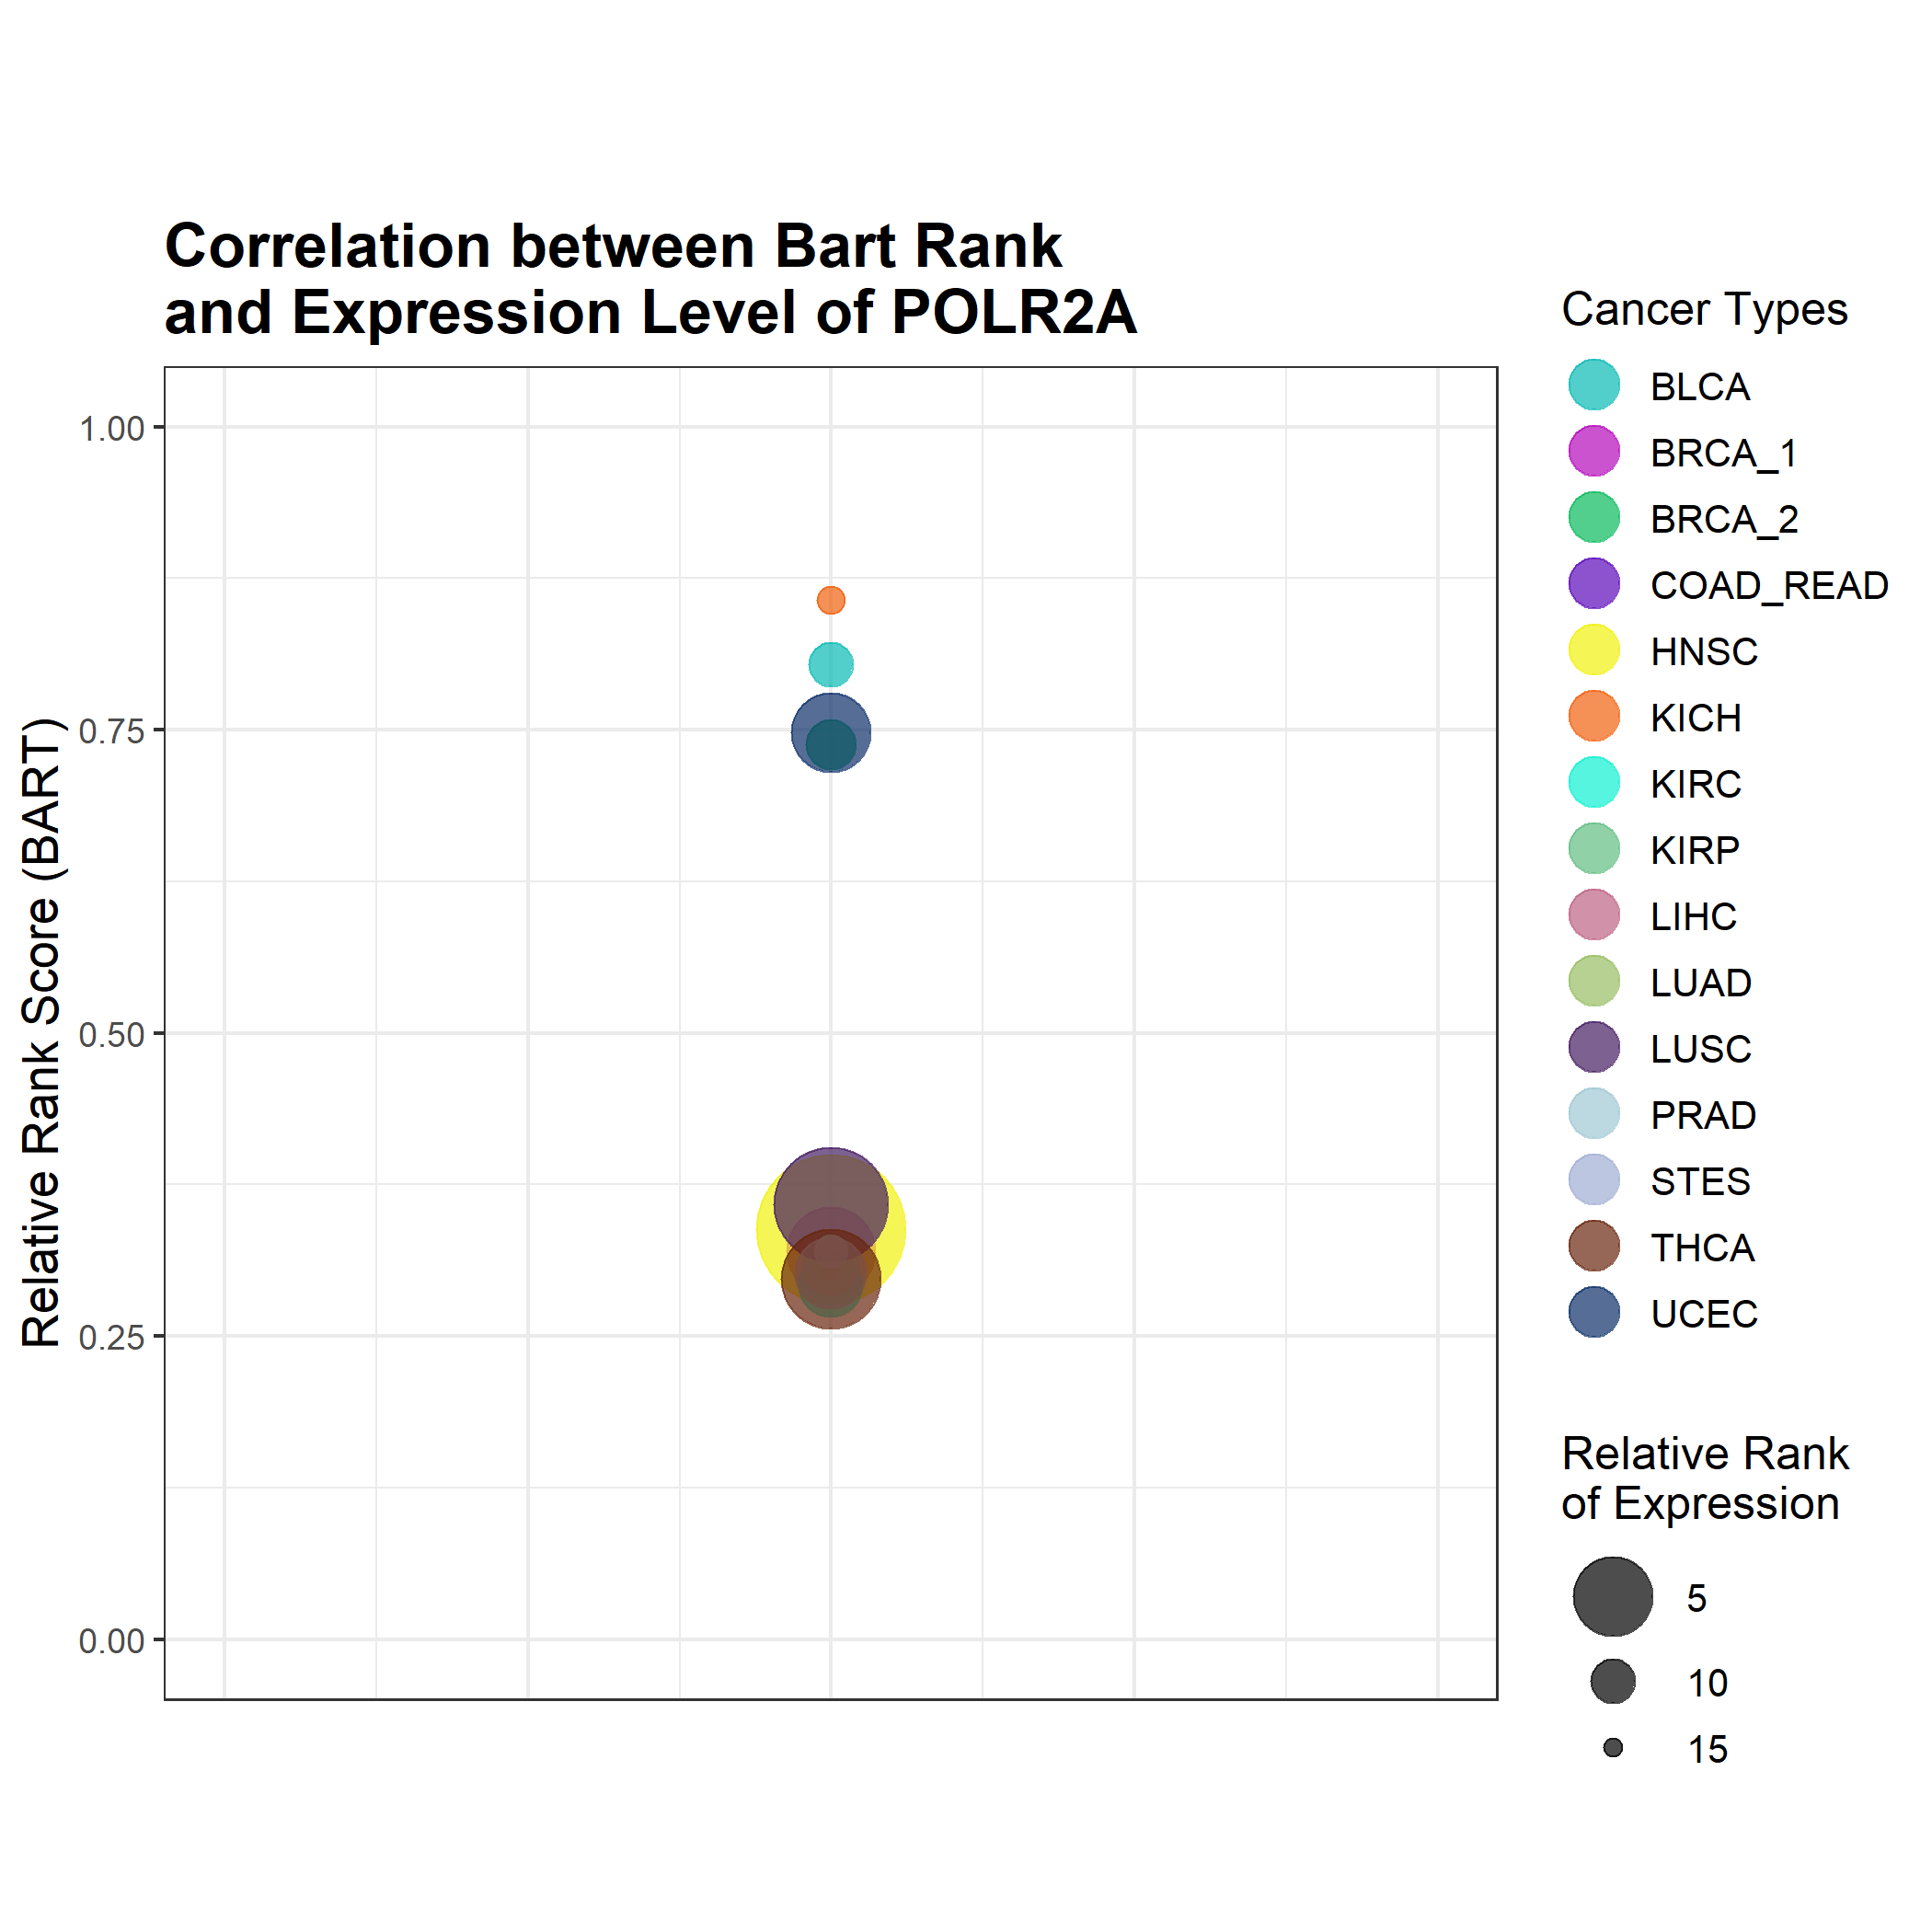 Correlation between Bart Rank
and Expression Level of POLR2A
Relative Rank Score (BART)
1.00
0.75
0.50
0.25
0.00
Cancer Types
BLCA
BRCA_1
BRCA_2
COAD_READ
HNSC
KICH
KIRC
KIRP
LIHC
LUAD
LUSC
PRAD
STES
THCA
UCEC
Relative Rank
of Expression
5
10
15